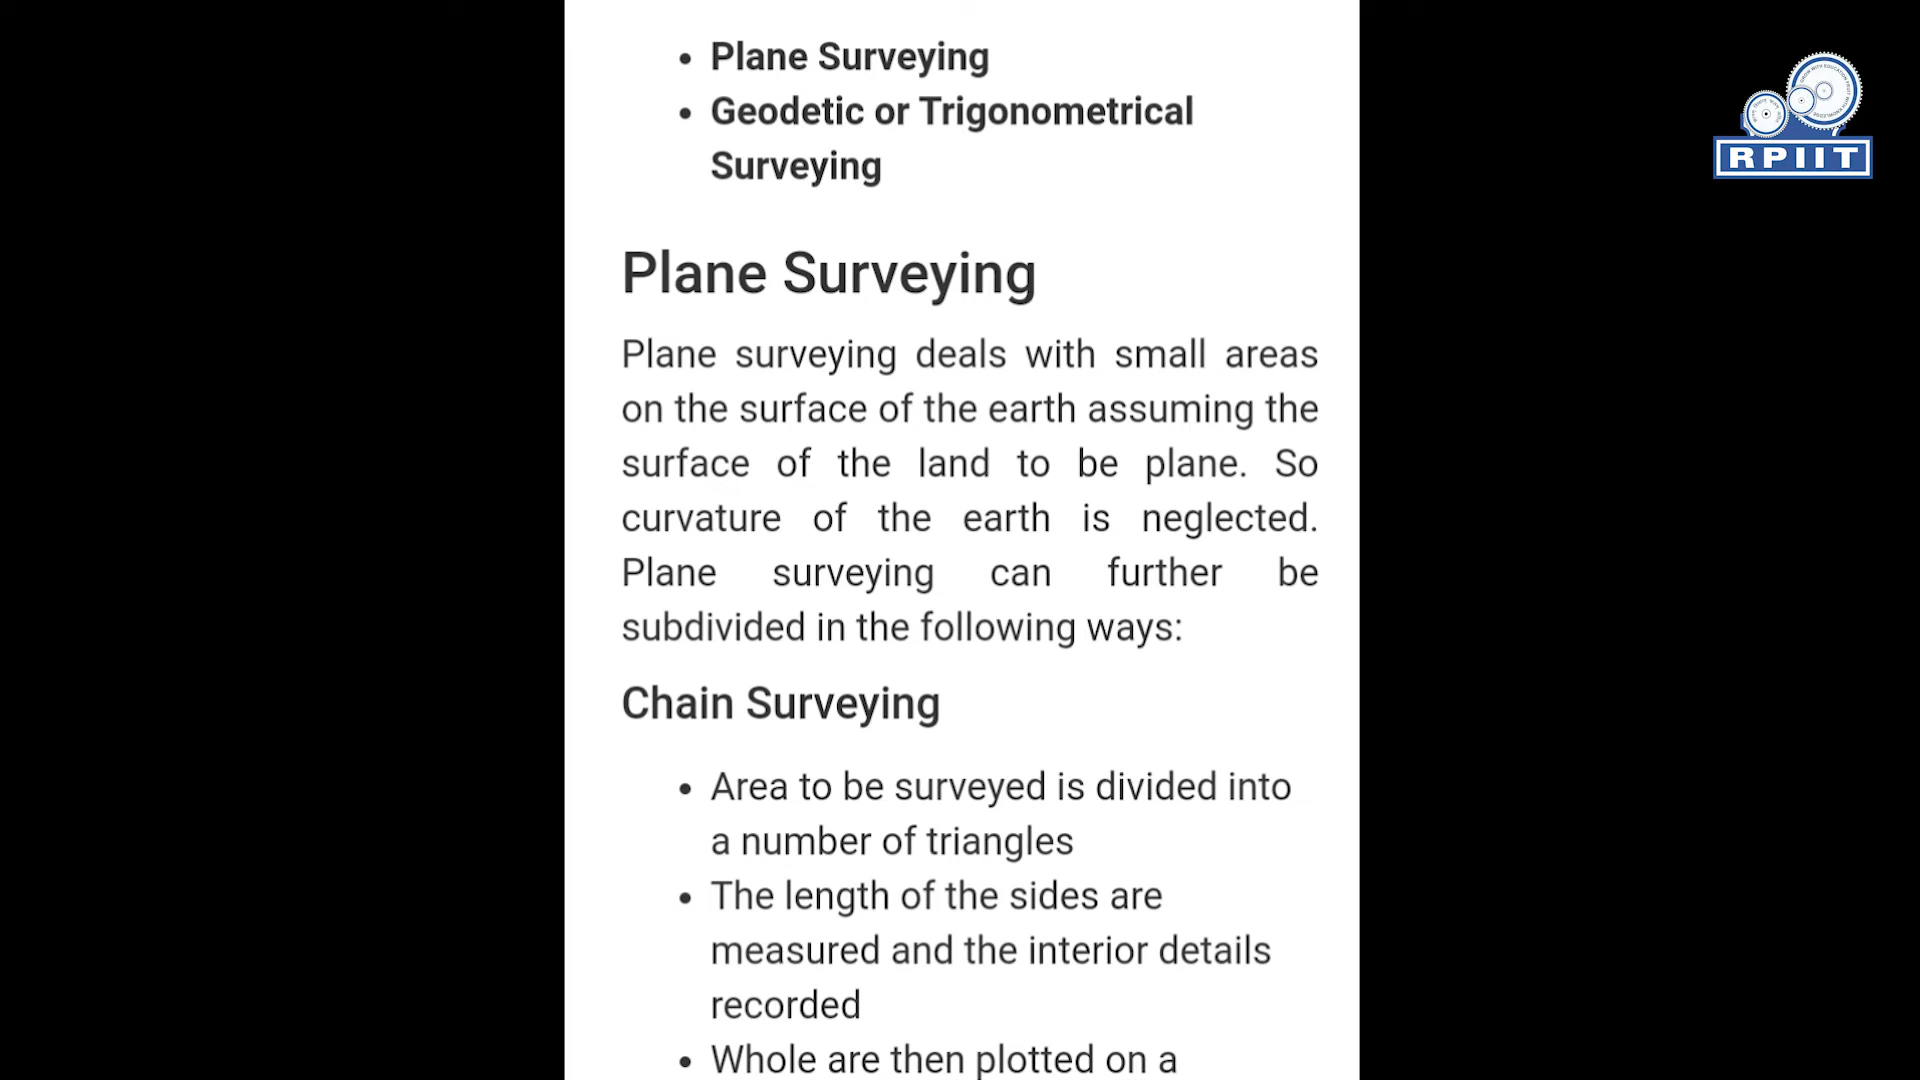 Plane Surveying
Geodetic or Trigonometrical
Surveying
Plane Surveying
Plane surveying deals with small areas
on the surface of the earth assuming the
surface of the land to be plane. So
curvature of the earth is neglected.
Plane surveying can further be
subdivided in the following ways:
Chain Surveying
Area to be surveyed is divided into
a number of triangles
The length of the sides are
measured and the interior details
recorded
Whole are then plotted on a
RPIIT